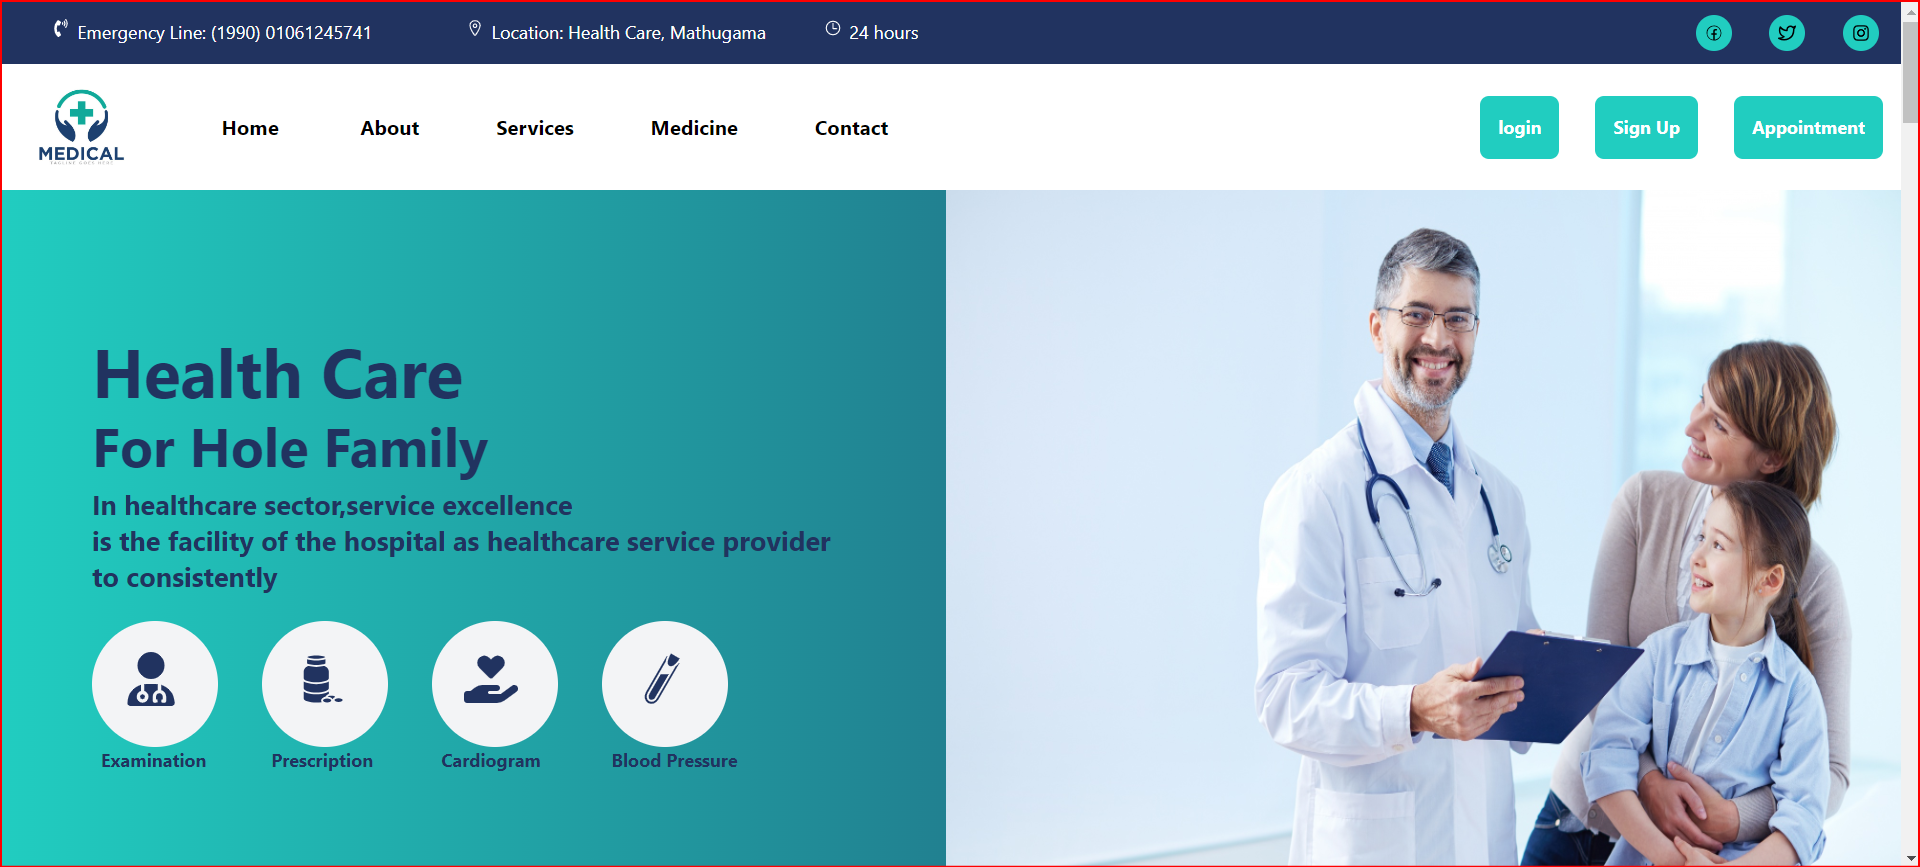 Emergency Line: (1990) 01061245741
Location: Health Care, Mathugama
24 hours
MEDICAL
Home
About
Services
Medicine
Contact
login
Sign Up
Appointment
Health Care
For Hole Family
In healthcare sector,service excellence
is the facility of the hospital as healthcare service provider
to consistently
Examination
Prescription
Cardiogram
Blood Pressure